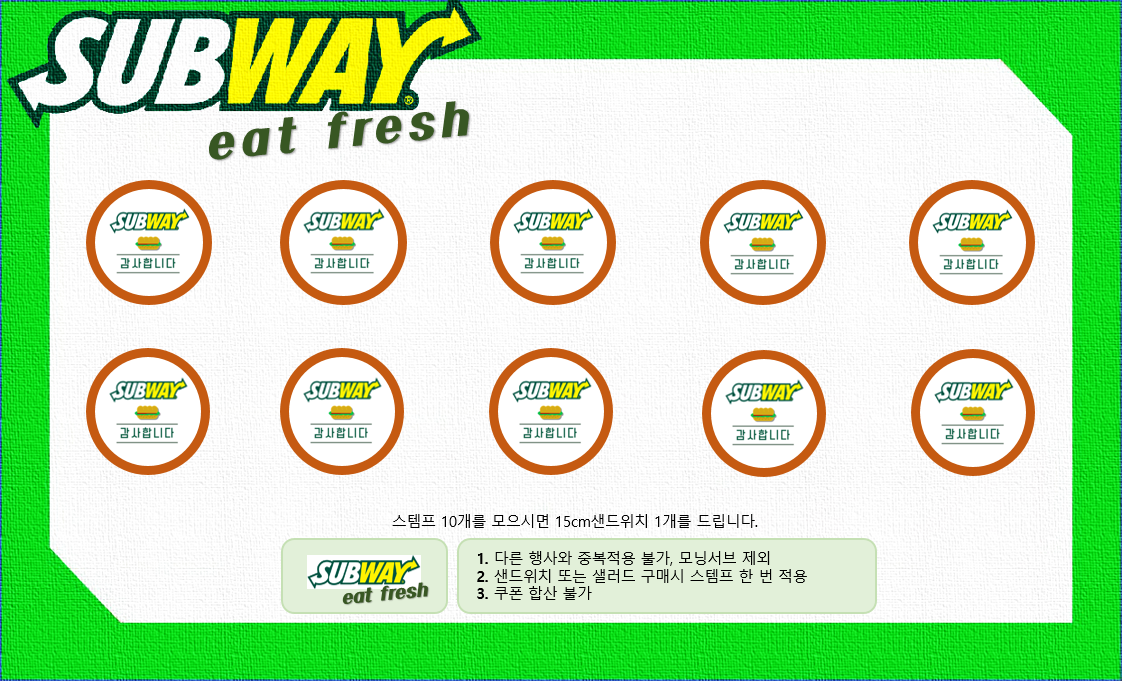 SUBWAY®
eat fresh
SUBWAY SUBWAY SUBWAY SUBWAY SUBWAY
감사합니다 감사합니다 감사합니다 감사합니다 감사합니다
SUBWAY SUBWAY SUBWAY SUBWAY SUBWAY
감사합니다 감사합니다 감사합니다 감사합니다 감사합니다
스템프 10개를 모으시면 15cm샌드위치 1개를 드립니다.
SUBWAY
eat fresh
1. 다른 행사와 중복적용 불가, 모닝서브 제외
2. 샌드위치 또는 샐러드 구매시 스템프 한 번 적용
3. 쿠폰 합산 불가